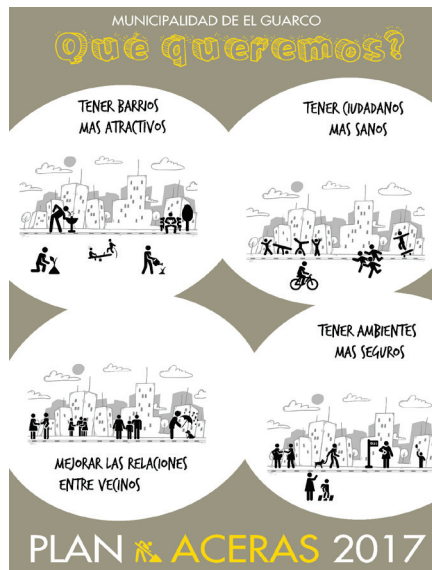 MUNICIPALIDAD DE EL GUARCO
Qué queremos?
TENER BARRIOS
MAS ATRACTIVOS
TENER CIUDADANOS
MAS SANOS
MEJORAR LAS RELACIONES
ENTRE VECINOS
TENER AMBIENTES
MAS SEGUROS
PLAN ACERAS 2017